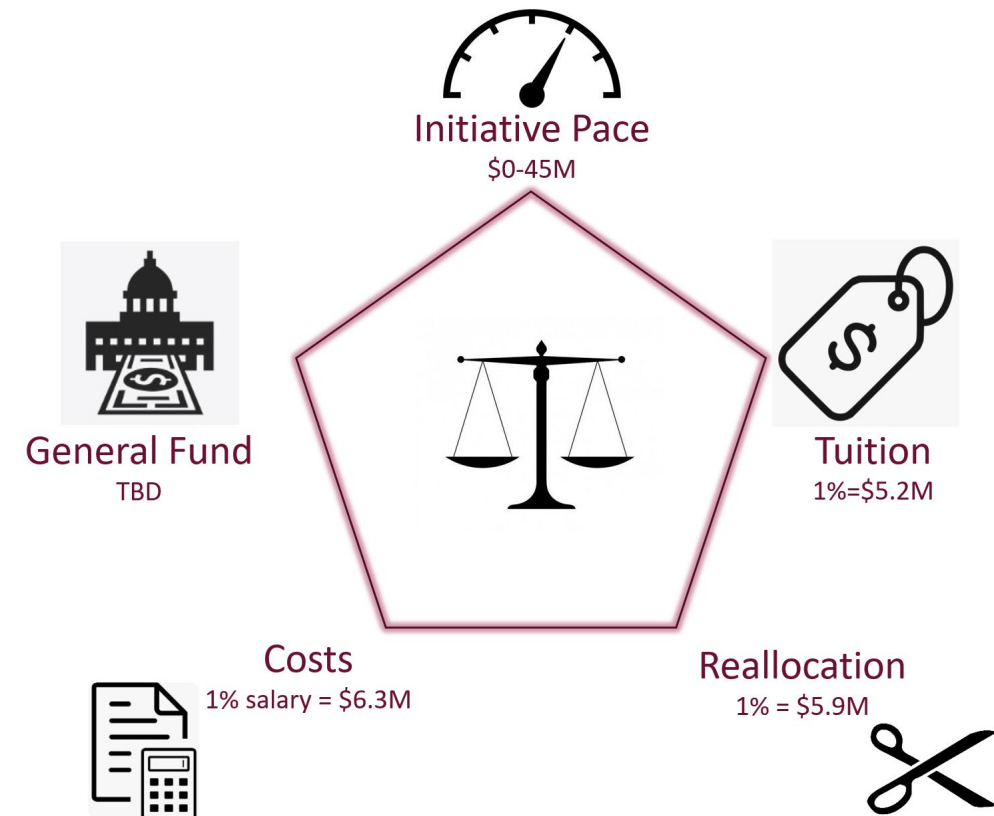 Initiative Pace
$0-45M
General Fund
TBD
Tuition
1%=$5.2M
Costs
1% salary = $6.3M
Reallocation
1% = $5.9M